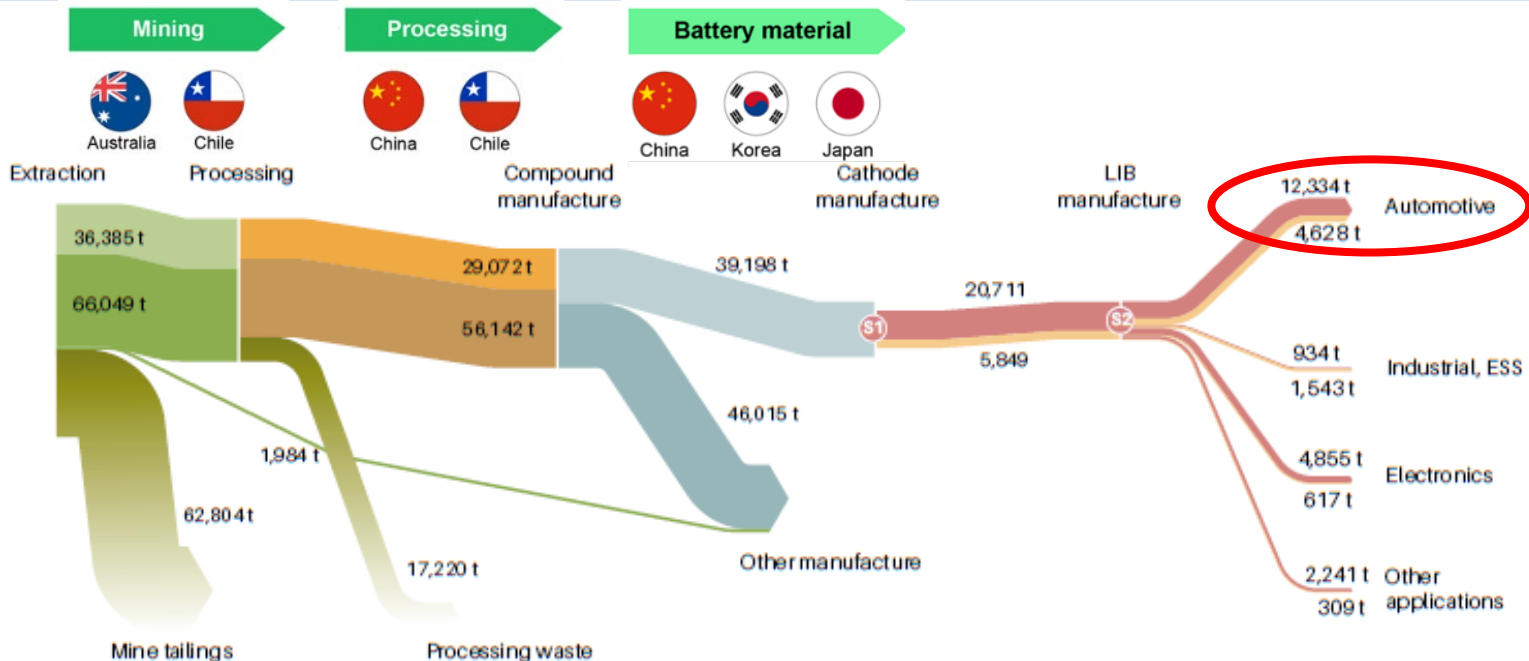 Mining
Processing
Battery material
Australia
Chile
China
Chile
China
Korea
Japan
Extraction
Processing
Compound
manufacture
Cathode
manufacture
LIB
manufacture
36,385 t
66,049 t
29,072 t
56,142 t
39,198 t
S1
20,711
5,849
S2
12,334 t
4,628 t
Automotive
934 t
1,543 t
Industrial, ESS
46,015 t
1,984 t
4,855 t
617 t
Electronics
62,804 t
17,220 t
Other manufacture
2,241 t
309 t
Other
applications
Mine tailings
Processing waste